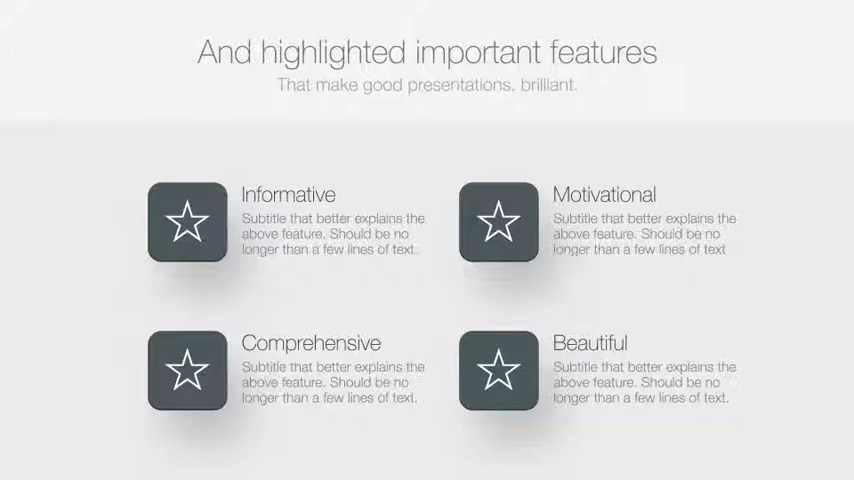 And highlighted important features
That make good presentations, brilliant.
Informative
Subtitle that better explains the
above feature. Should be no
longer than a few lines of text.
Motivational
Subtitle that better explains the
above feature. Should be no
longer than a few lines of text
Comprehensive
Subtitle that better explains the
above feature. Should be no
longer than a few lines of text.
Beautiful
Subtitle that better explains the
above feature. Should be no
longer than a few lines of text.